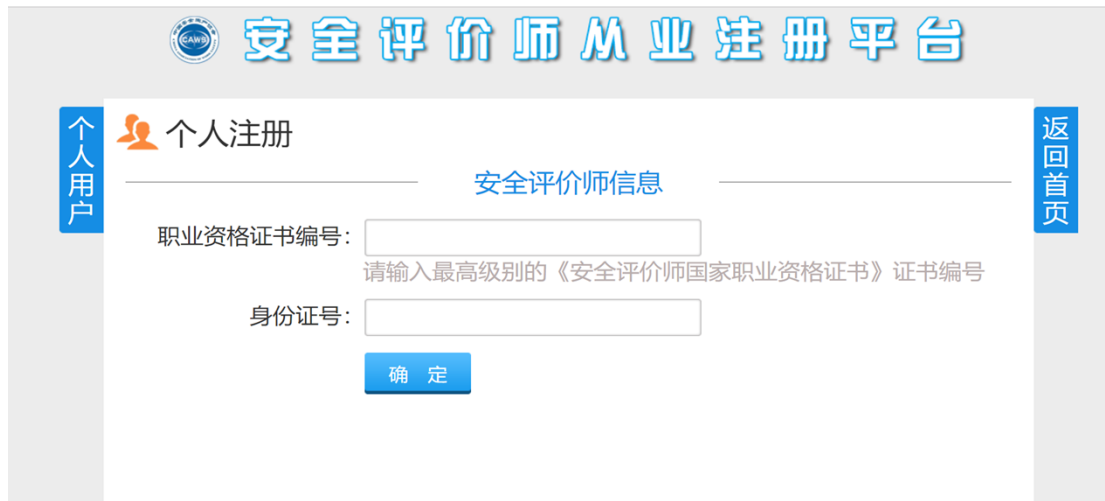 CAWS
安全评价师从业注册平台
个人用户
个人注册
返回首页
安全评价师信息
职业资格证书编号：
请输入最高级别的《安全评价师国家职业资格证书》证书编号
身份证号：
确 定